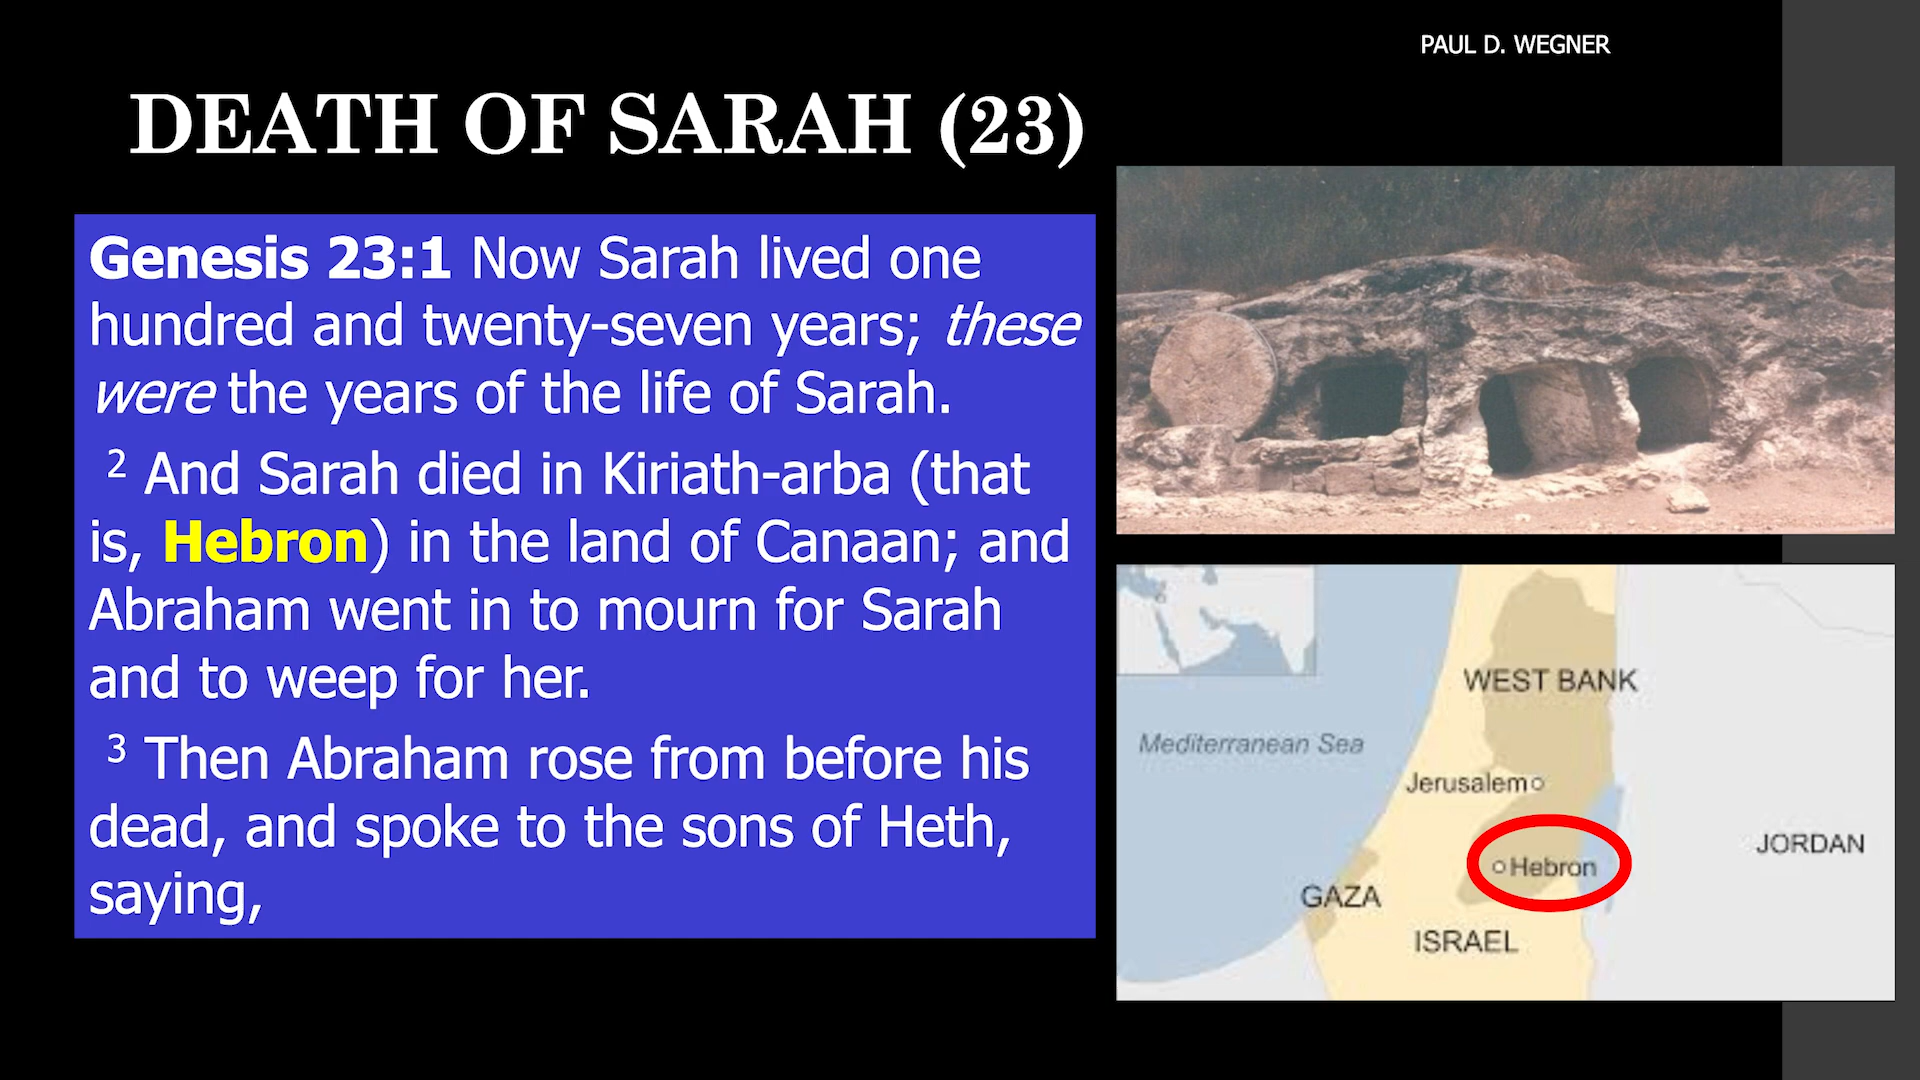 PAUL D. WEGNER
DEATH OF SARAH (23)
Genesis 23:1 Now Sarah lived one
hundred and twenty-seven years; these
were the years of the life of Sarah.
2 And Sarah died in Kiriath-arba (that
is, Hebron) in the land of Canaan; and
Abraham went in to mourn for Sarah
and to weep for her.
3 Then Abraham rose from before his
dead, and spoke to the sons of Heth,
saying,
WEST BANK
Mediterranean Sea
Jerusalem
Hebron
JORDAN
GAZA
ISRAEL